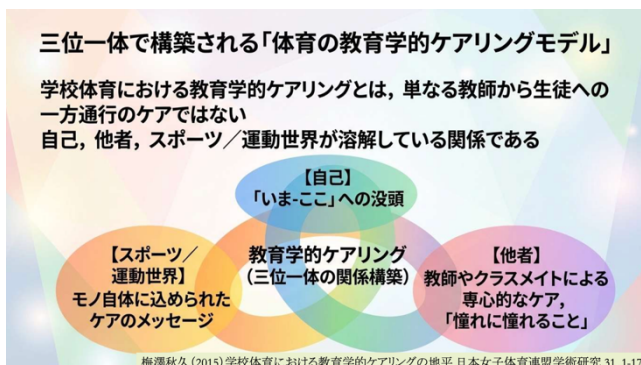 三位一体で構築される「体育の教育学的ケアリングモデル」
学校体育における教育学的ケアリングとは，単なる教師から生徒への
一方通行のケアではない
自己，他者，スポーツ／運動世界が溶解している関係である
【自己】
「いま-ここ」への没頭
【スポーツ／
運動世界】
モノ自体に込められた
ケアのメッセージ
教育学的ケアリング
（三位一体の関係構築）
【他者】
教師やクラスメイトによる
専心的なケア，
「憧れに憧れること」
梅澤秋久（2015）学校体育における教育学的ケアリングの地平 日本女子体育連盟学術研究 31, 1-17